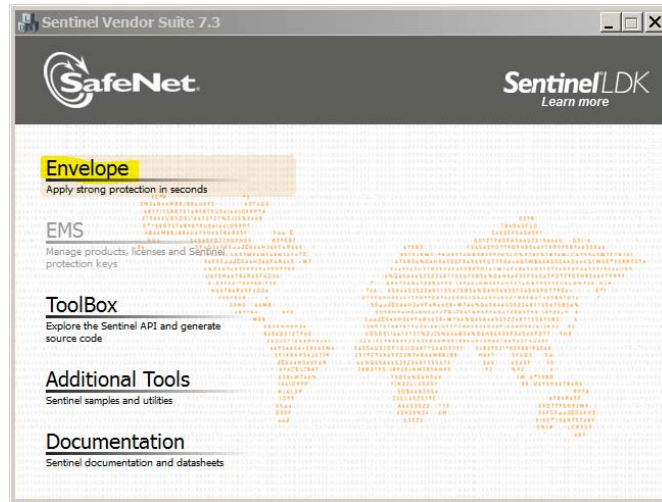 Sentinel Vendor Suite 7.3
SafeNet.
Sentinel LDK
Learn more
Envelope
Apply strong protection in seconds
EMS
Manage products, licenses and Sentinel
protection keys
ToolBox
Explore the Sentinel API and generate
source code
Additional Tools
Sentinel samples and utilities
Documentation
Sentinel documentation and datasheets